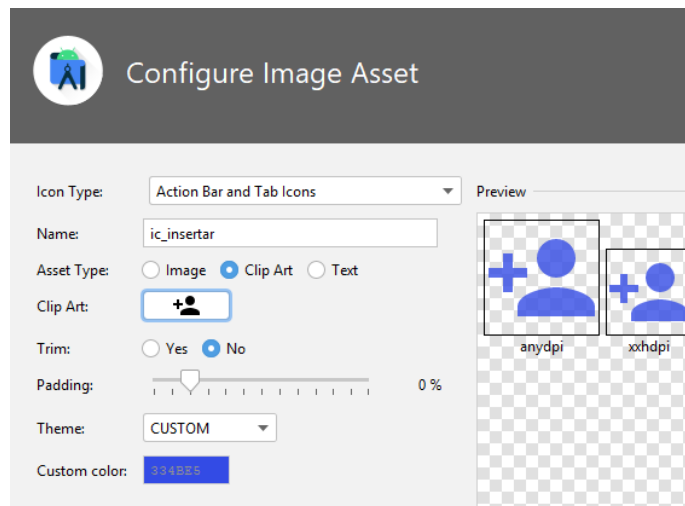 Configure Image Asset
Icon Type: Action Bar and Tab Icons
Preview
Name: ic_insertar
Asset Type: Image Clip Art Text
Clip Art:
anydpi xxhdpi
Trim: Yes No
Padding: 0 %
Theme: CUSTOM
Custom color: 334BE5